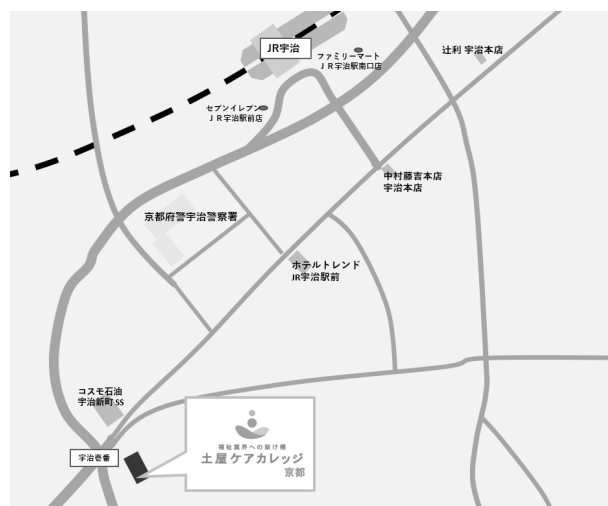 JR宇治
ファミリーマート
ＪＲ宇治駅南口店
辻利 宇治本店
セブンイレブン
ＪＲ宇治駅前店
中村藤吉本店
宇治本店
京都府警宇治警察署
ホテルトレンド
JR宇治駅前
コスモ石油
宇治新町 SS
宇治壱番
福祉業界への架け橋
土屋ケアカレッジ
京都